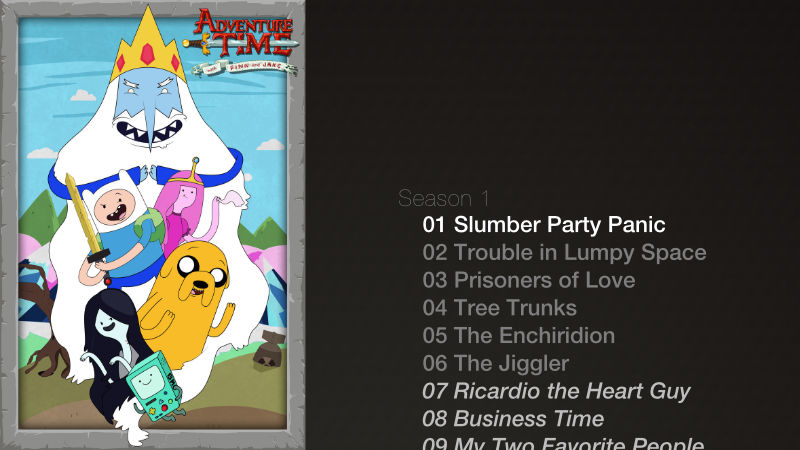 ADVENTURE
TIME
with FINN and JAKE
Season 1
01 Slumber Party Panic
02 Trouble in Lumpy Space
03 Prisoners of Love
04 Tree Trunks
05 The Enchiridion
06 The Jiggler
07 Ricardio the Heart Guy
08 Business Time
09 My Two Favorite People